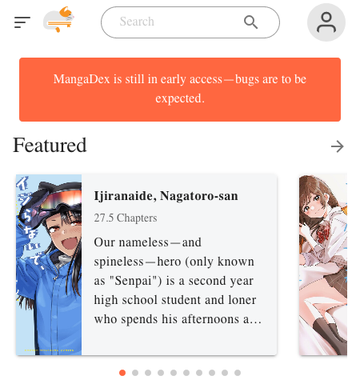 Search
MangaDex is still in early access—bugs are to be
expected.
Featured
Ijiranaide, Nagatoro-san
27.5 Chapters
Our nameless—and
spineless—hero (only known
as "Senpai") is a second year
high school student and loner
who spends his afternoons a…